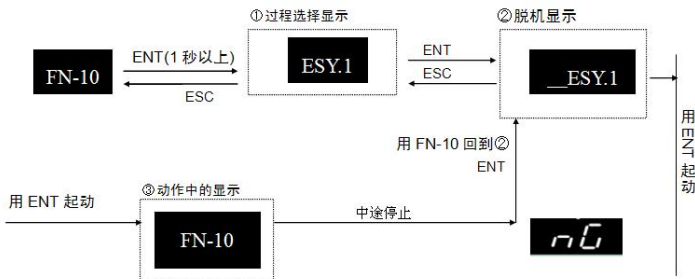 ①过程选择显示
②脱机显示
FN-10
ENT(1 秒以上)
ESC
ESY.1
ENT
ESC
__ESY.1
用 FN-10 回到②
ENT
用 ENT 起动
用 ENT 起动
③动作中的显示
FN-10
中途停止
nG